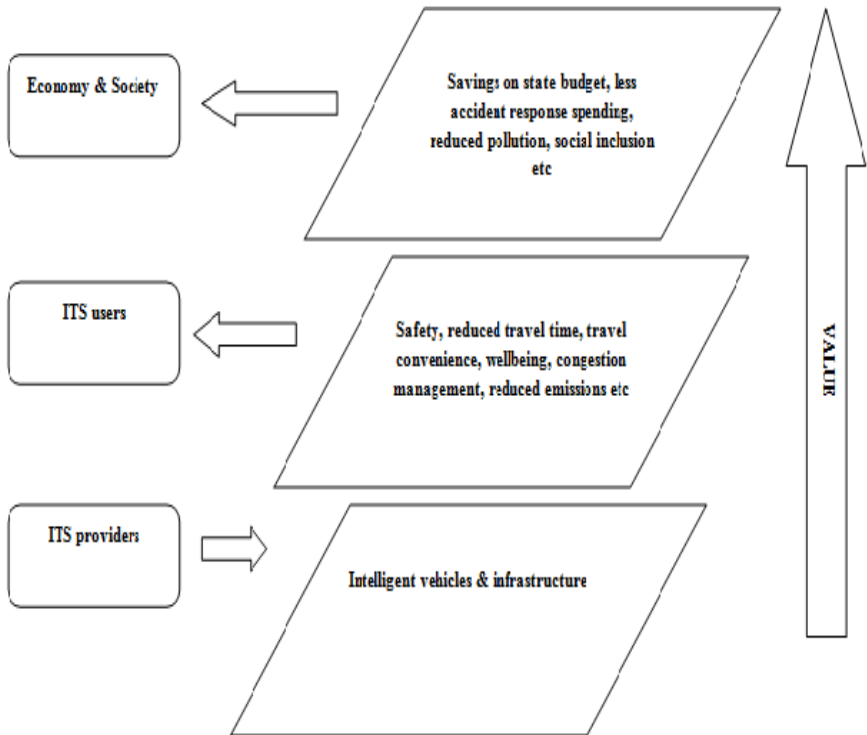 Economy & Society
Savings on state budget, less
accident response spending,
reduced pollution, social inclusion
etc
ITS users
Safety, reduced travel time, travel
convenience, wellbeing, congestion
management, reduced emissions etc
VALUE
ITS providers
Intelligent vehicles & infrastructure